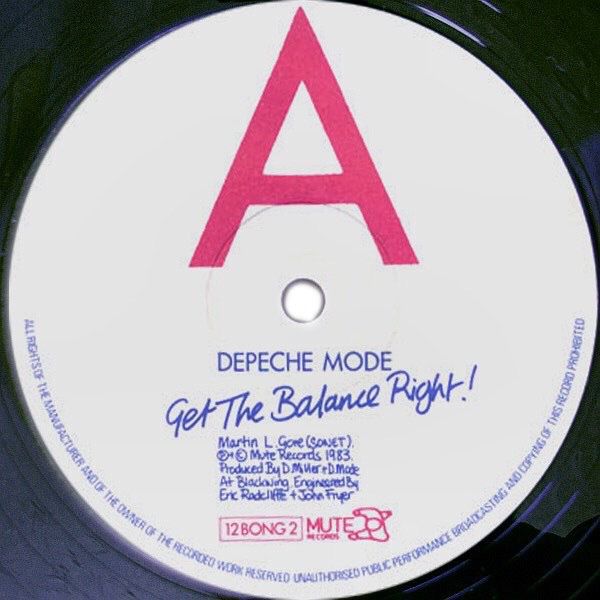 A
DEPECHE MODE
Get The Balance Right!
Martin L. Gore (SONET).
℗+© Mute Records 1983.
Produced By D.Miller+D.Mode
At Blackwing. Engineered By
Eric Radcliffe + John Fryer
12 BONG 2
MUTE
RECORDS
ALL RIGHTS OF THE MANUFACTURER AND OF THE OWNER OF THE RECORDED WORK RESERVED UNAUTHORISED PUBLIC PERFORMANCE BROADCASTING AND COPYING OF THIS RECORD PROHIBITED